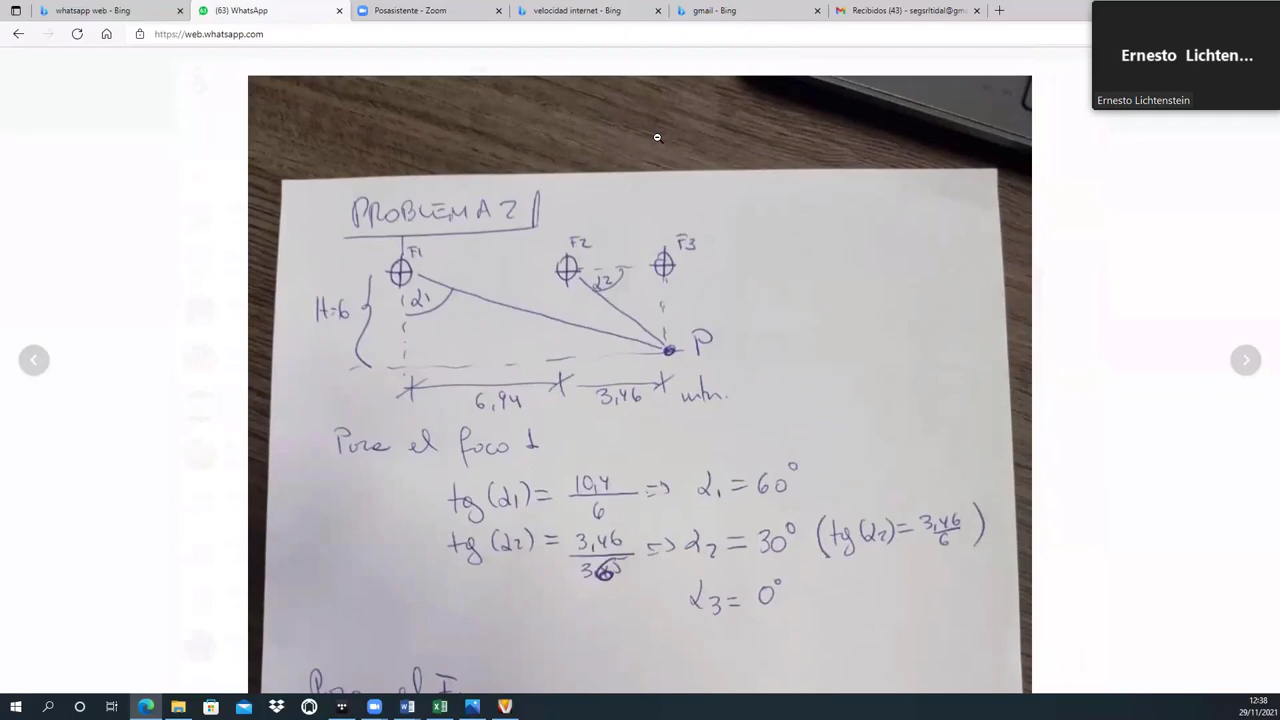 whatsapp web - Bing
(63) WhatsApp
Posasistente - Zoom
velocidad internet - Bing
gmail - Bing
Recibidos (43) - segsrltidal@gm
https://web.whatsapp.com
Ernesto Lichten...
Ernesto Lichtenstein
PROBLEMA 2
F1
F2
F3
α1
α2
H=6
P
6,94
3,46
mtn.
Para el foco 1
tg(α1) = 10,4/6 => α1 = 60°
tg(α2) = 3,46/ => α2 = 30° (tg(α2) = 3,46/6)
α3 = 0°
Para el F
12:38
29/11/2021